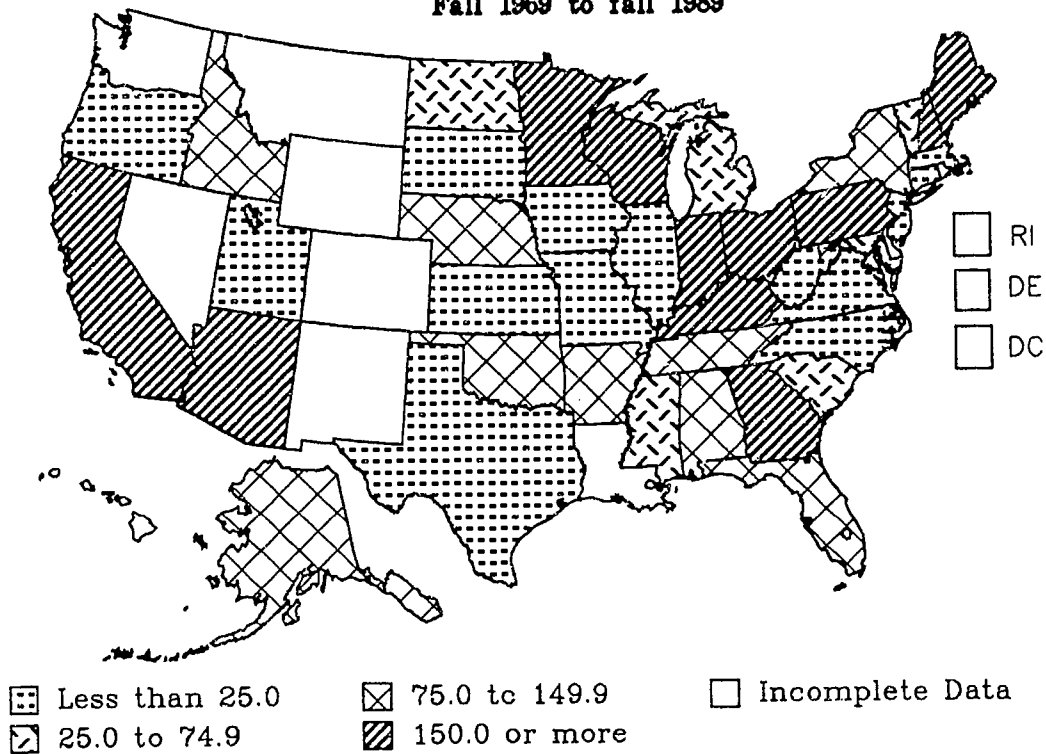 Fall 1969 to fall 1989
RI
DE
DC
Less than 25.0
75.0 tc 149.9
Incomplete Data
25.0 to 74.9
150.0 or more